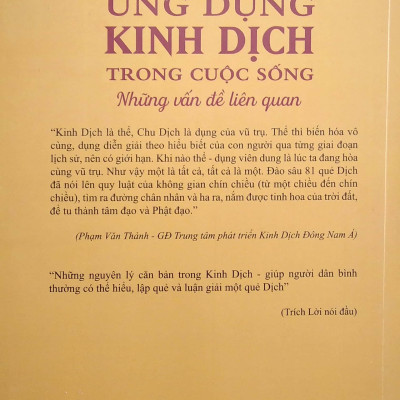 ỨNG DỤNG
KINH DỊCH
TRONG CUỘC SỐNG
Những vấn đề liên quan
“Kinh Dịch là thể, Chu Dịch là dụng của vũ trụ. Thể thì biến hóa vô
cùng, dụng diễn giải theo hiểu biết của con người qua từng giai đoạn
lịch sử, nên có giới hạn. Khi nào thể - dụng viên dung là lúc ta đang hòa
cùng vũ trụ. Như vậy một là tất cả, tất cả là một. Đào sâu 81 quẻ Dịch
đã nói lên quy luật của không gian chín chiều (từ một chiều đến chín
chiều), tìm ra đường chân nhân và ha ra, nắm được tinh hoa của trời đất,
để tu thành tâm đạo và Phật đạo.”
(Phạm Văn Thảnh - GĐ Trung tâm phát triển Kinh Dịch Đông Nam Á)
“Những nguyên lý căn bản trong Kinh Dịch - giúp người dân bình
thường có thể hiểu, lập quẻ và luận giải một quẻ Dịch”
(Trích Lời nói đầu)